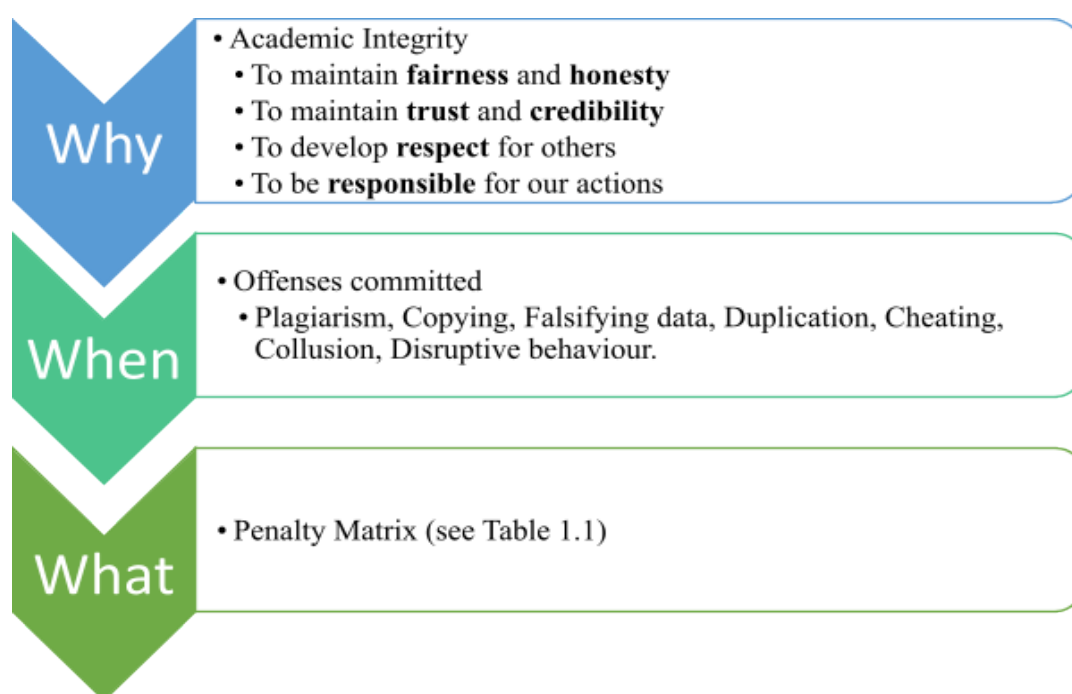 Why
• Academic Integrity
• To maintain fairness and honesty
• To maintain trust and credibility
• To develop respect for others
• To be responsible for our actions
When
• Offenses committed
• Plagiarism, Copying, Falsifying data, Duplication, Cheating,
Collusion, Disruptive behaviour.
What
• Penalty Matrix (see Table 1.1)